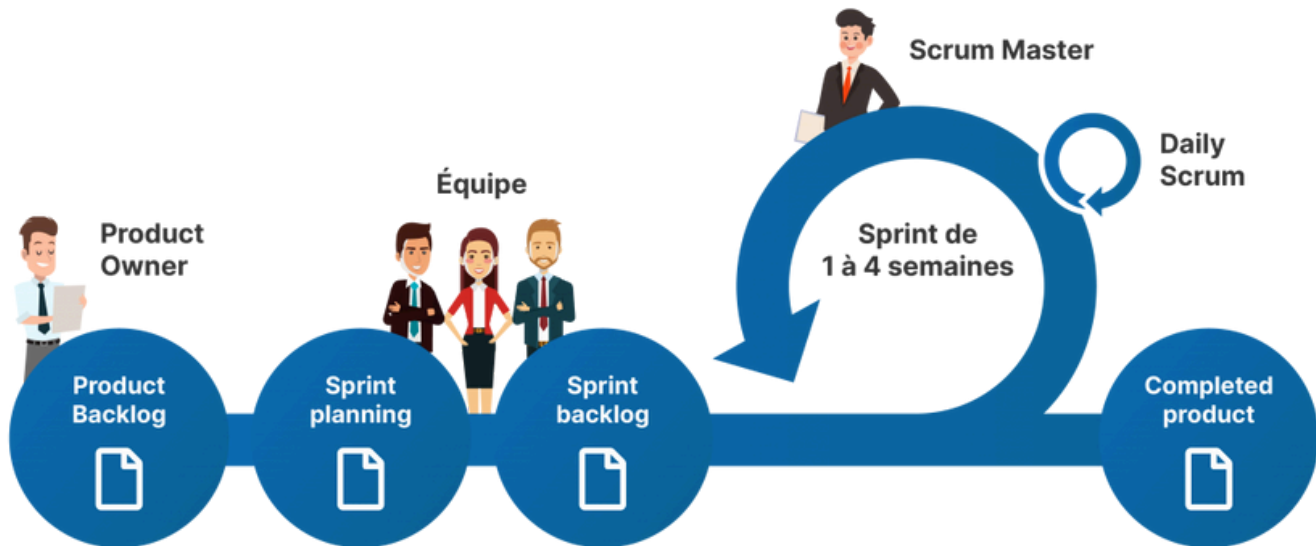 Scrum Master
Daily
Scrum
Équipe
Product
Owner
Sprint de
1 à 4 semaines
Product
Backlog
Sprint
planning
Sprint
backlog
Completed
product